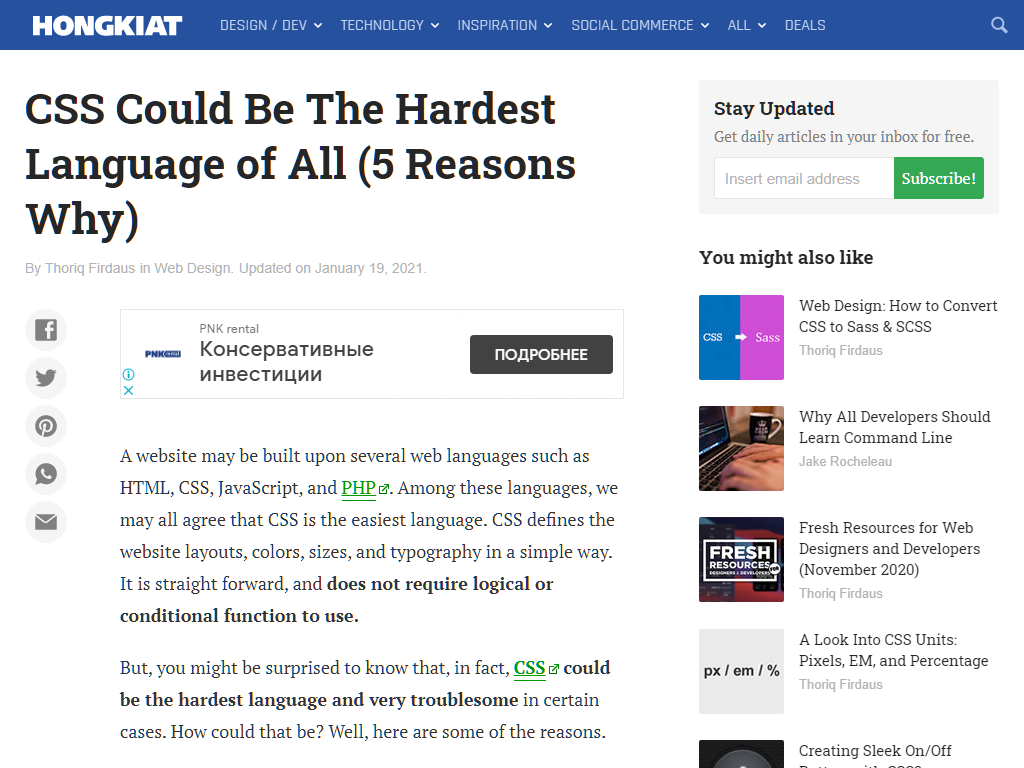 HONGKIAT
DESIGN / DEV
TECHNOLOGY
INSPIRATION
SOCIAL COMMERCE
ALL
DEALS
CSS Could Be The Hardest
Language of All (5 Reasons
Why)
By Thoriq Firdaus in Web Design. Updated on January 19, 2021.
PNK rental
Консервативные
инвестиции
ПОДРОБНЕЕ
A website may be built upon several web languages such as
HTML, CSS, JavaScript, and PHP. Among these languages, we
may all agree that CSS is the easiest language. CSS defines the
website layouts, colors, sizes, and typography in a simple way.
It is straight forward, and does not require logical or
conditional function to use.
But, you might be surprised to know that, in fact, CSS could
be the hardest language and very troublesome in certain
cases. How could that be? Well, here are some of the reasons.
Stay Updated
Get daily articles in your inbox for free.
Insert email address
Subscribe!
You might also like
CSS
Sass
Web Design: How to Convert
CSS to Sass & SCSS
Thoriq Firdaus
Why All Developers Should
Learn Command Line
Jake Rocheleau
FRESH
RESOURCES
DESIGNERS & DEVELOPERS
Fresh Resources for Web
Designers and Developers
(November 2020)
Thoriq Firdaus
px / em / %
A Look Into CSS Units:
Pixels, EM, and Percentage
Thoriq Firdaus
Creating Sleek On/Off